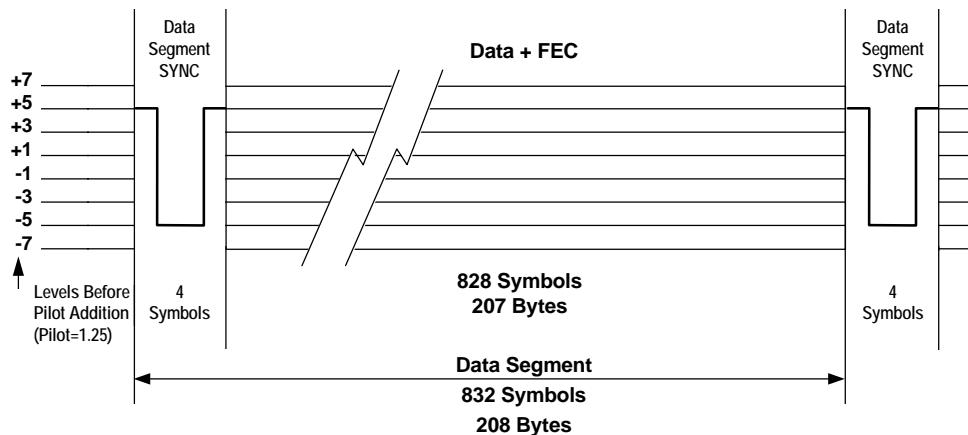 Data
Segment
SYNC
Data + FEC
Data
Segment
SYNC
+7
+5
+3
+1
-1
-3
-5
-7
Levels Before
Pilot Addition
(Pilot=1.25)
4
Symbols
828 Symbols
207 Bytes
4
Symbols
Data Segment
832 Symbols
208 Bytes